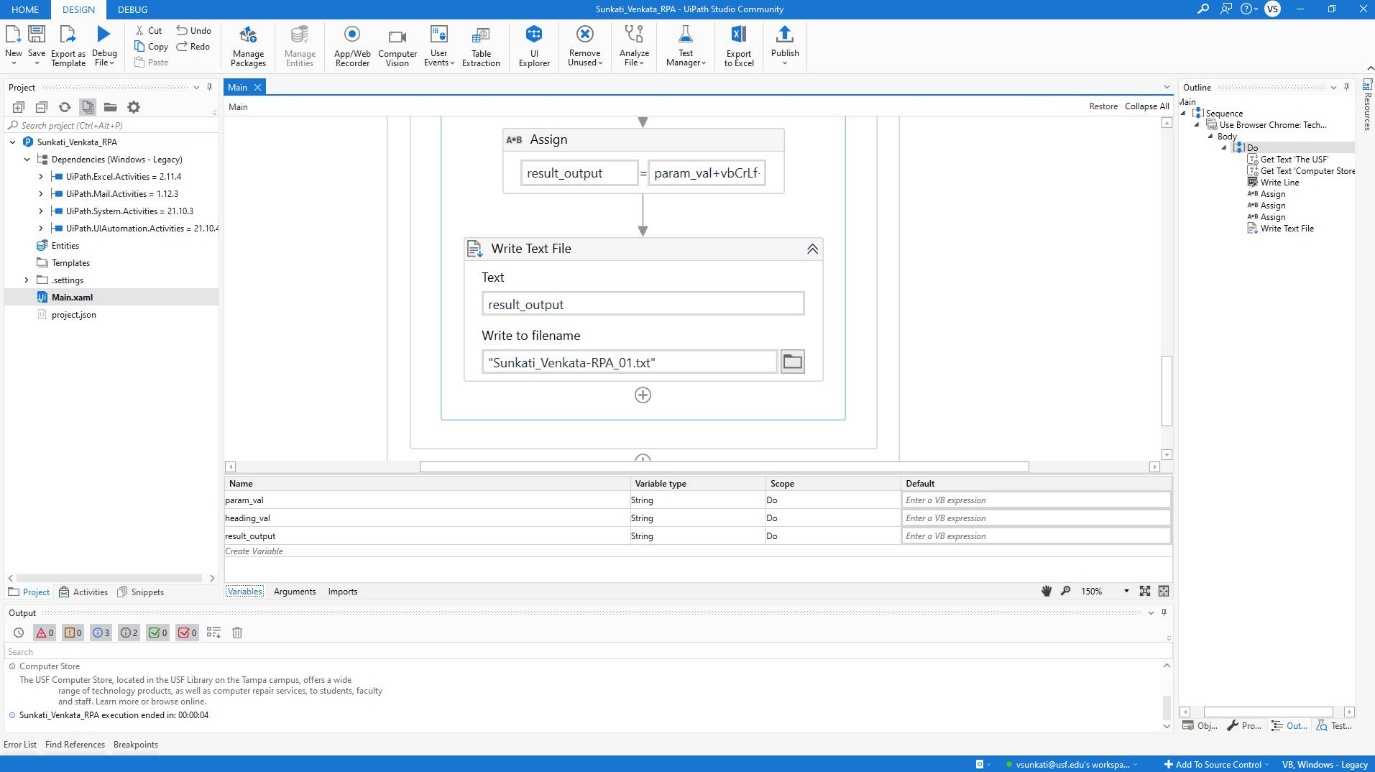 HOME DESIGN DEBUG Sunkati_Venkata_RPA - UiPath Studio Community VS
New Save Export as Template Debug File Cut Copy Paste Undo Redo Manage Packages Manage Entities App/Web Recorder Computer Vision User Events Table Extraction UI Explorer Remove Unused Analyze File Test Manager Export to Excel Publish
Project
Search project (Ctrl+Alt+P)
Sunkati_Venkata_RPA
Dependencies (Windows - Legacy)
UiPath.Excel.Activities = 2.11.4
UiPath.Mail.Activities = 1.12.3
UiPath.System.Activities = 21.10.3
UiPath.UIAutomation.Activities = 21.10.4
Entities
Templates
.settings
Main.xaml
project.json
Project Activities Snippets
Main
Main Restore Collapse All
A*B Assign
result_output = param_val+vbCrLf
Write Text File
Text
result_output
Write to filename
"Sunkati_Venkata-RPA_01.txt"
Name Variable type Scope Default
param_val String Do Enter a VB expression
heading_val String Do Enter a VB expression
result_output String Do Enter a VB expression
Create Variable
Variables Arguments Imports 150%
Outline
Main
Sequence
Use Browser Chrome: Tech...
Body
Do
Get Text 'The USF'
Get Text 'Computer Store
Write Line
A*B Assign
A*B Assign
A*B Assign
Write Text File
Obj... Pro... Out... Test...
Resources
Output
0 0 3 2 0 0
Search
Computer Store
The USF Computer Store, located in the USF Library on the Tampa campus, offers a wide
range of technology products, as well as computer repair services, to students, faculty
and staff. Learn more or browse online.
Sunkati_Venkata_RPA execution ended in: 00:00:04
Error List Find References Breakpoints
vsunkati@usf.edu's workspa... Add To Source Control VB, Windows - Legacy